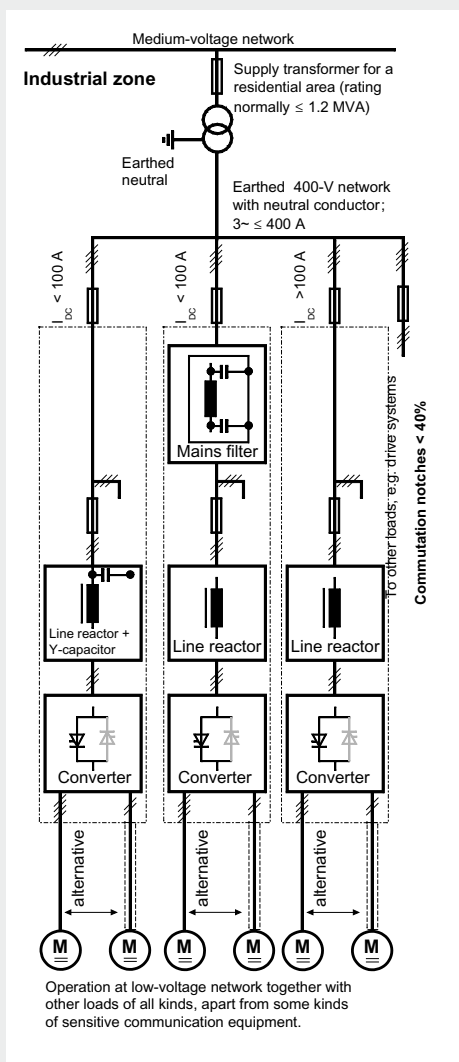 Medium-voltage network
Industrial zone
Supply transformer for a
residential area (rating
normally ≤ 1.2 MVA)
Earthed
neutral
Earthed 400-V network
with neutral conductor;
3~ ≤ 400 A
I DC < 100 A
I DC < 100 A
I DC >100 A
To other loads, e.g. drive systems
Commutation notches < 40%
Mains filter
Line reactor +
Y-capacitor
Line reactor
Line reactor
Converter
Converter
Converter
alternative
alternative
alternative
M
M
M
M
M
M
Operation at low-voltage network together with
other loads of all kinds, apart from some kinds
of sensitive communication equipment.